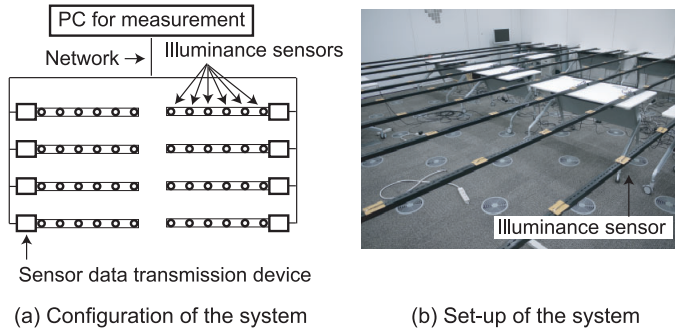 PC for measurement
Network
Illuminance sensors
Sensor data transmission device
Illuminance sensor
(a) Configuration of the system
(b) Set-up of the system